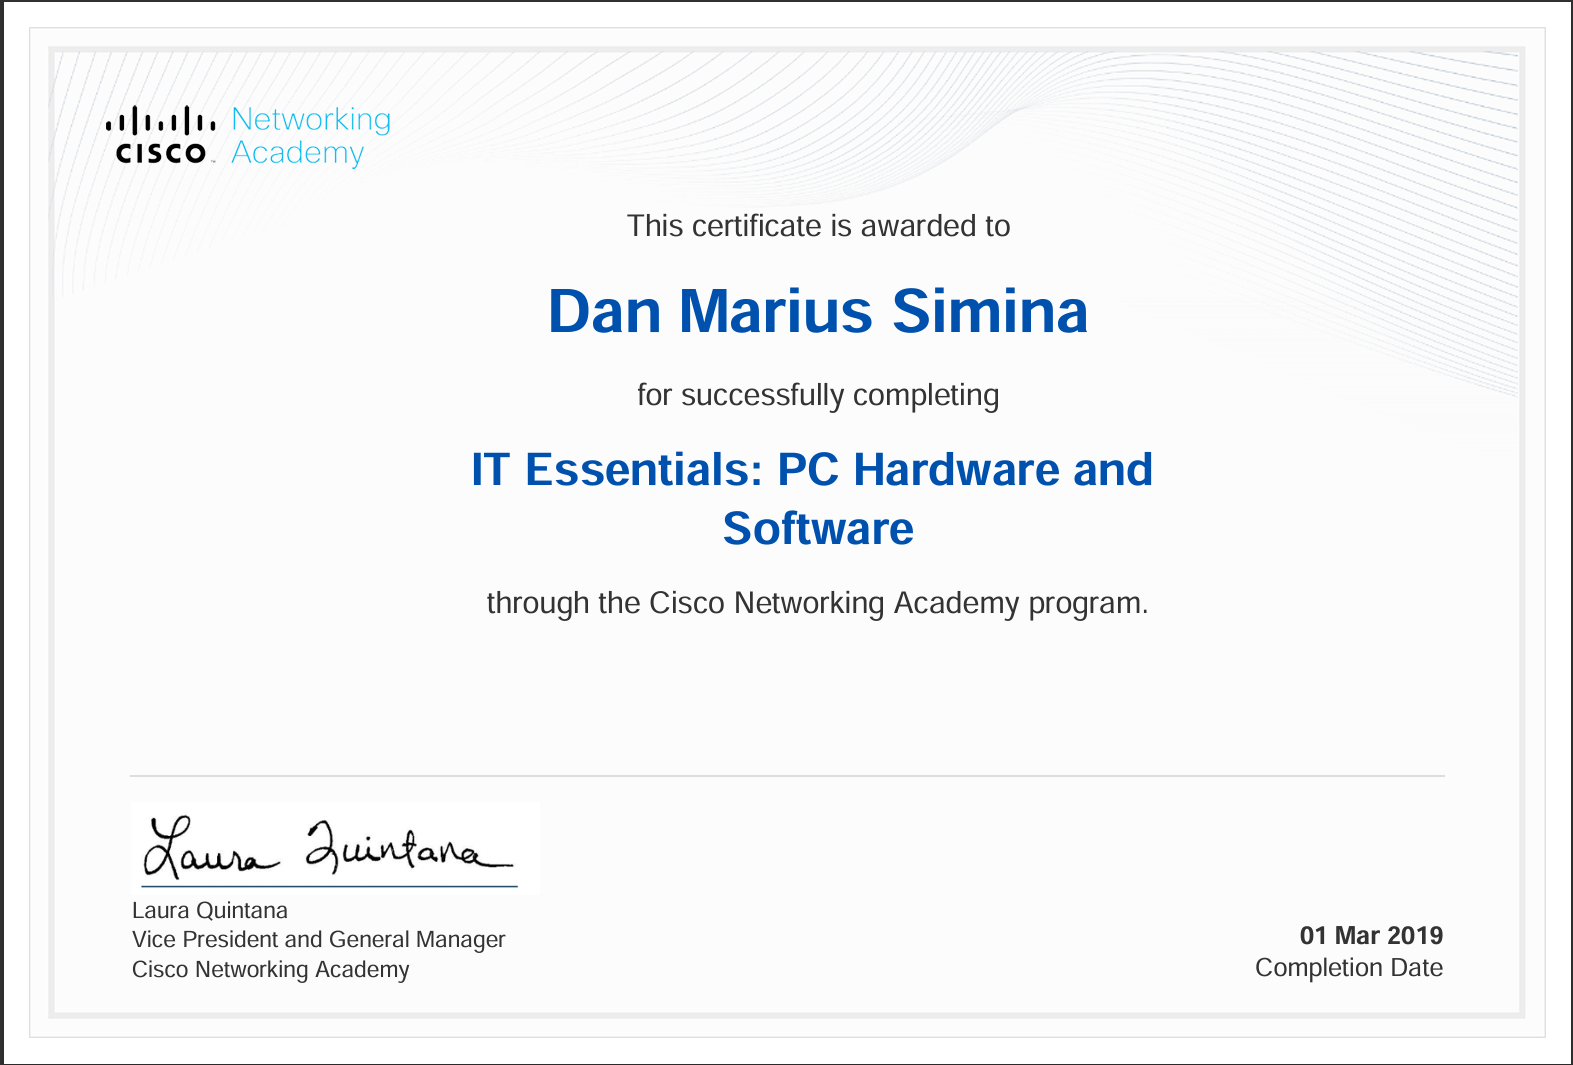 Networking
CISCO™ Academy
This certificate is awarded to
Dan Marius Simina
for successfully completing
IT Essentials: PC Hardware and
Software
through the Cisco Networking Academy program.
Laura Quintana
Laura Quintana
Vice President and General Manager
Cisco Networking Academy
01 Mar 2019
Completion Date